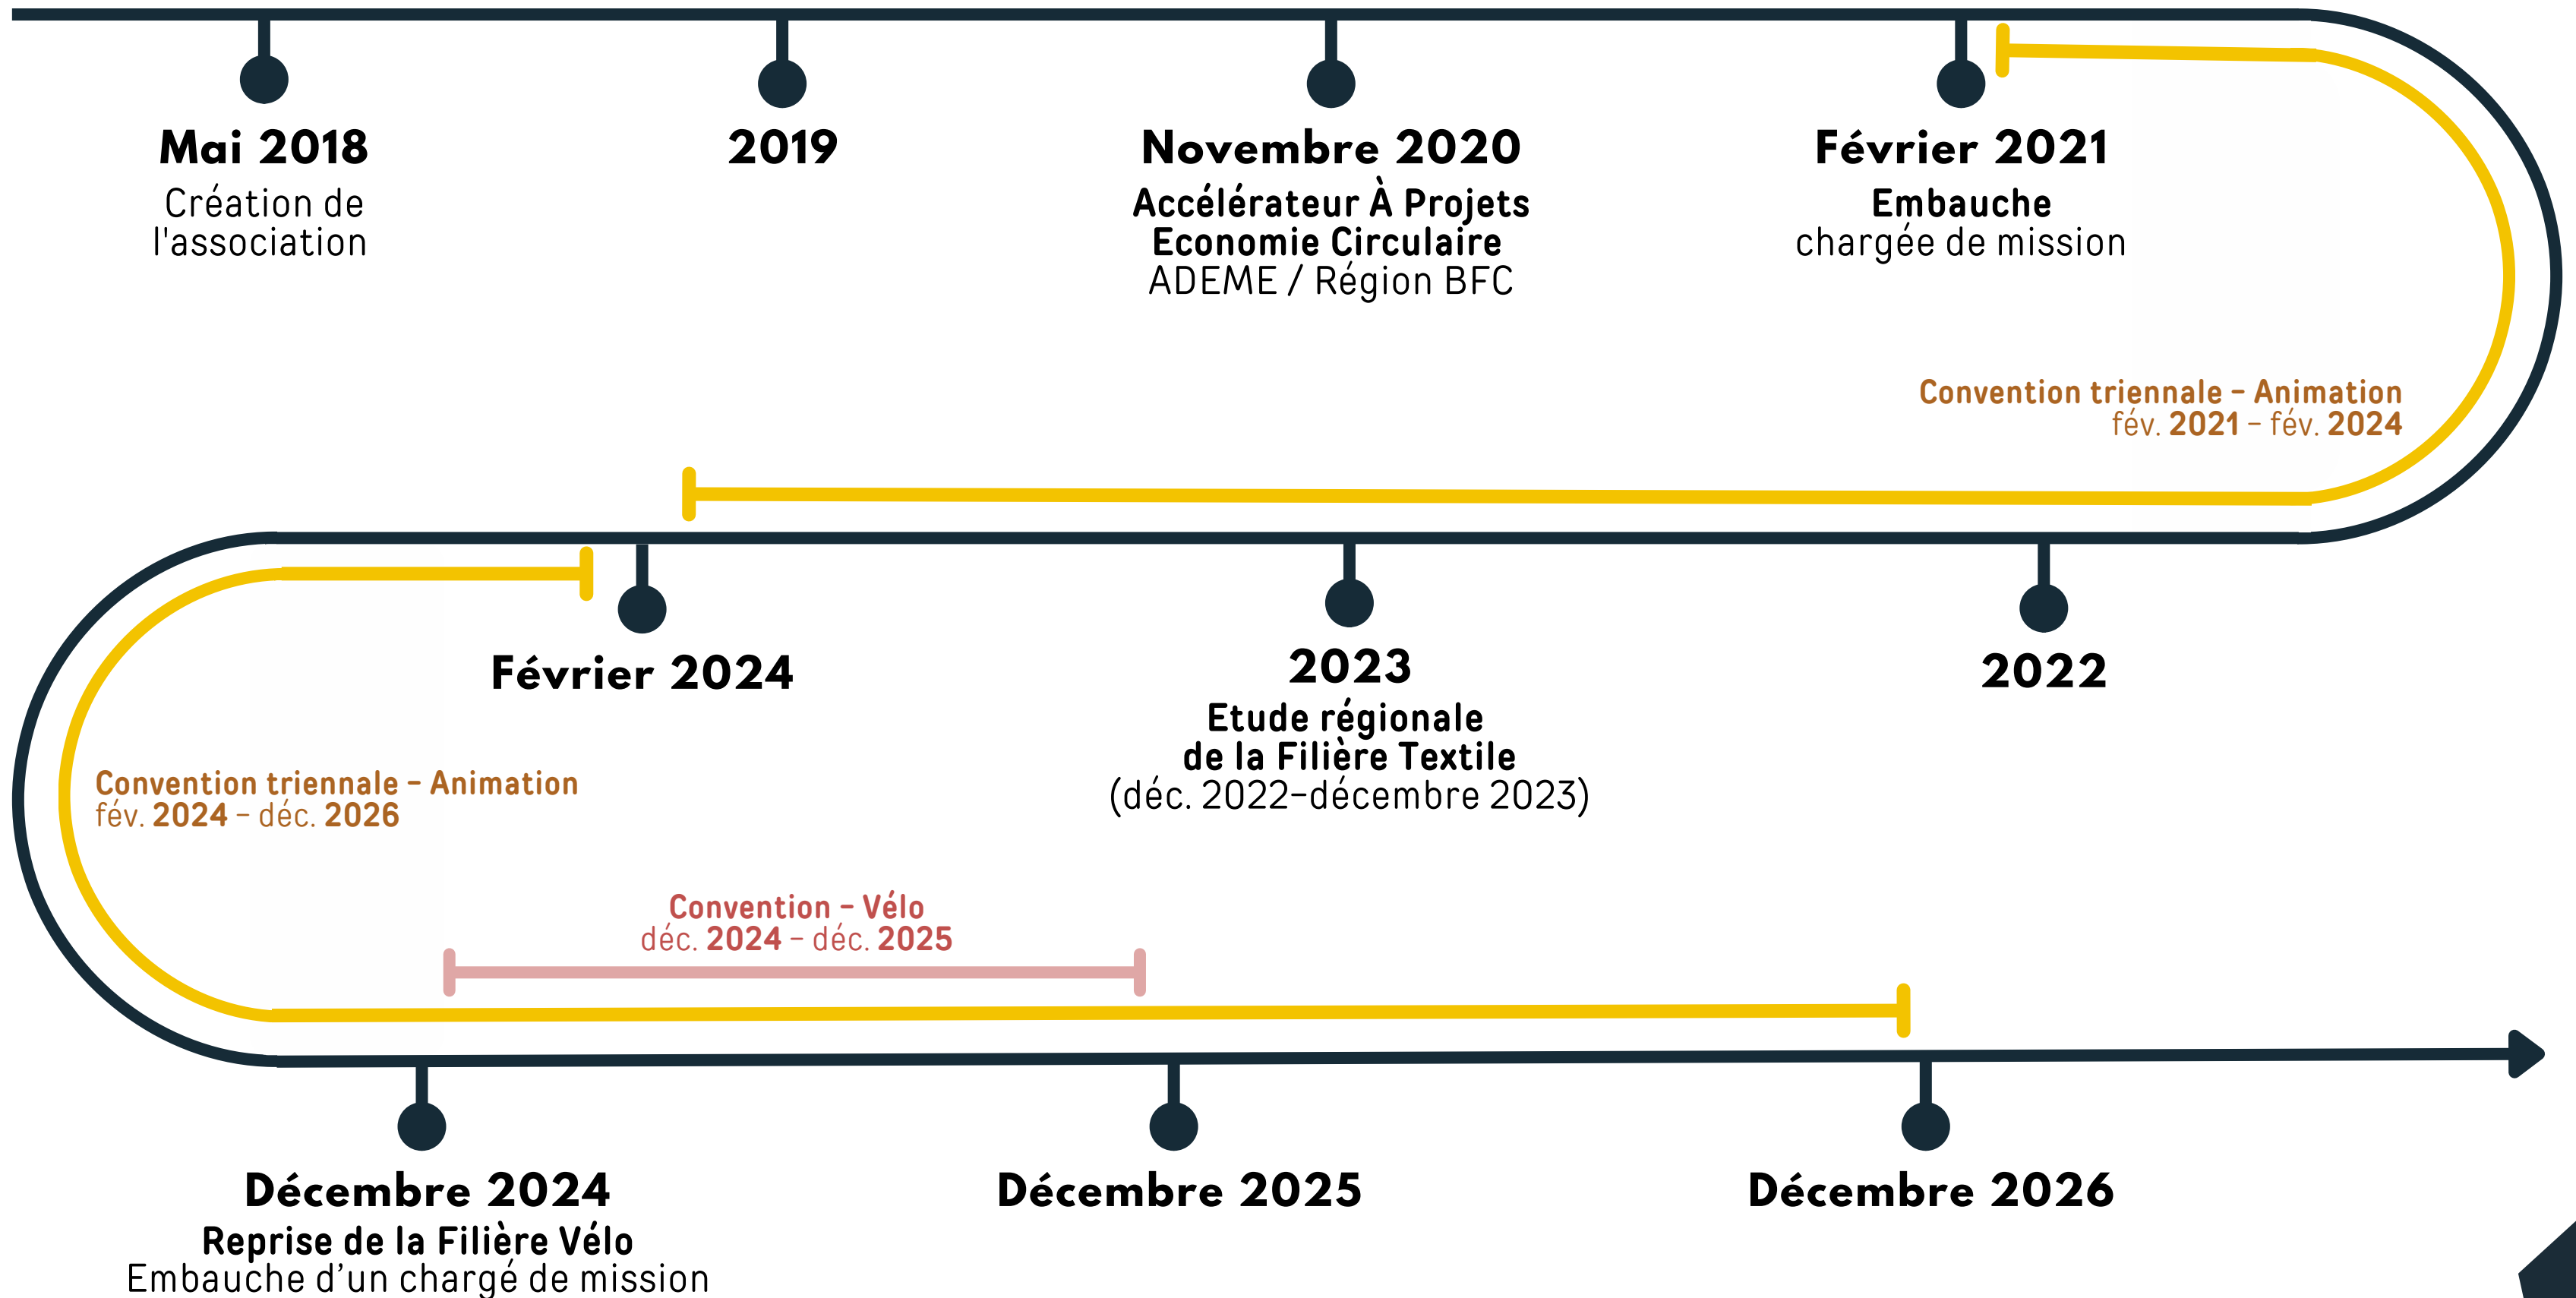 Mai 2018
Création de
l'association
2019
Novembre 2020
Accélérateur À Projets
Economie Circulaire
ADEME / Région BFC
Février 2021
Embauche
chargée de mission
Convention triennale - Animation
fév. 2021 - fév. 2024
2022
2023
Etude régionale
de la Filière Textile
(déc. 2022-décembre 2023)
Février 2024
Convention triennale - Animation
fév. 2024 - déc. 2026
Convention - Vélo
déc. 2024 - déc. 2025
Décembre 2024
Reprise de la Filière Vélo
Embauche d’un chargé de mission
Décembre 2025
Décembre 2026